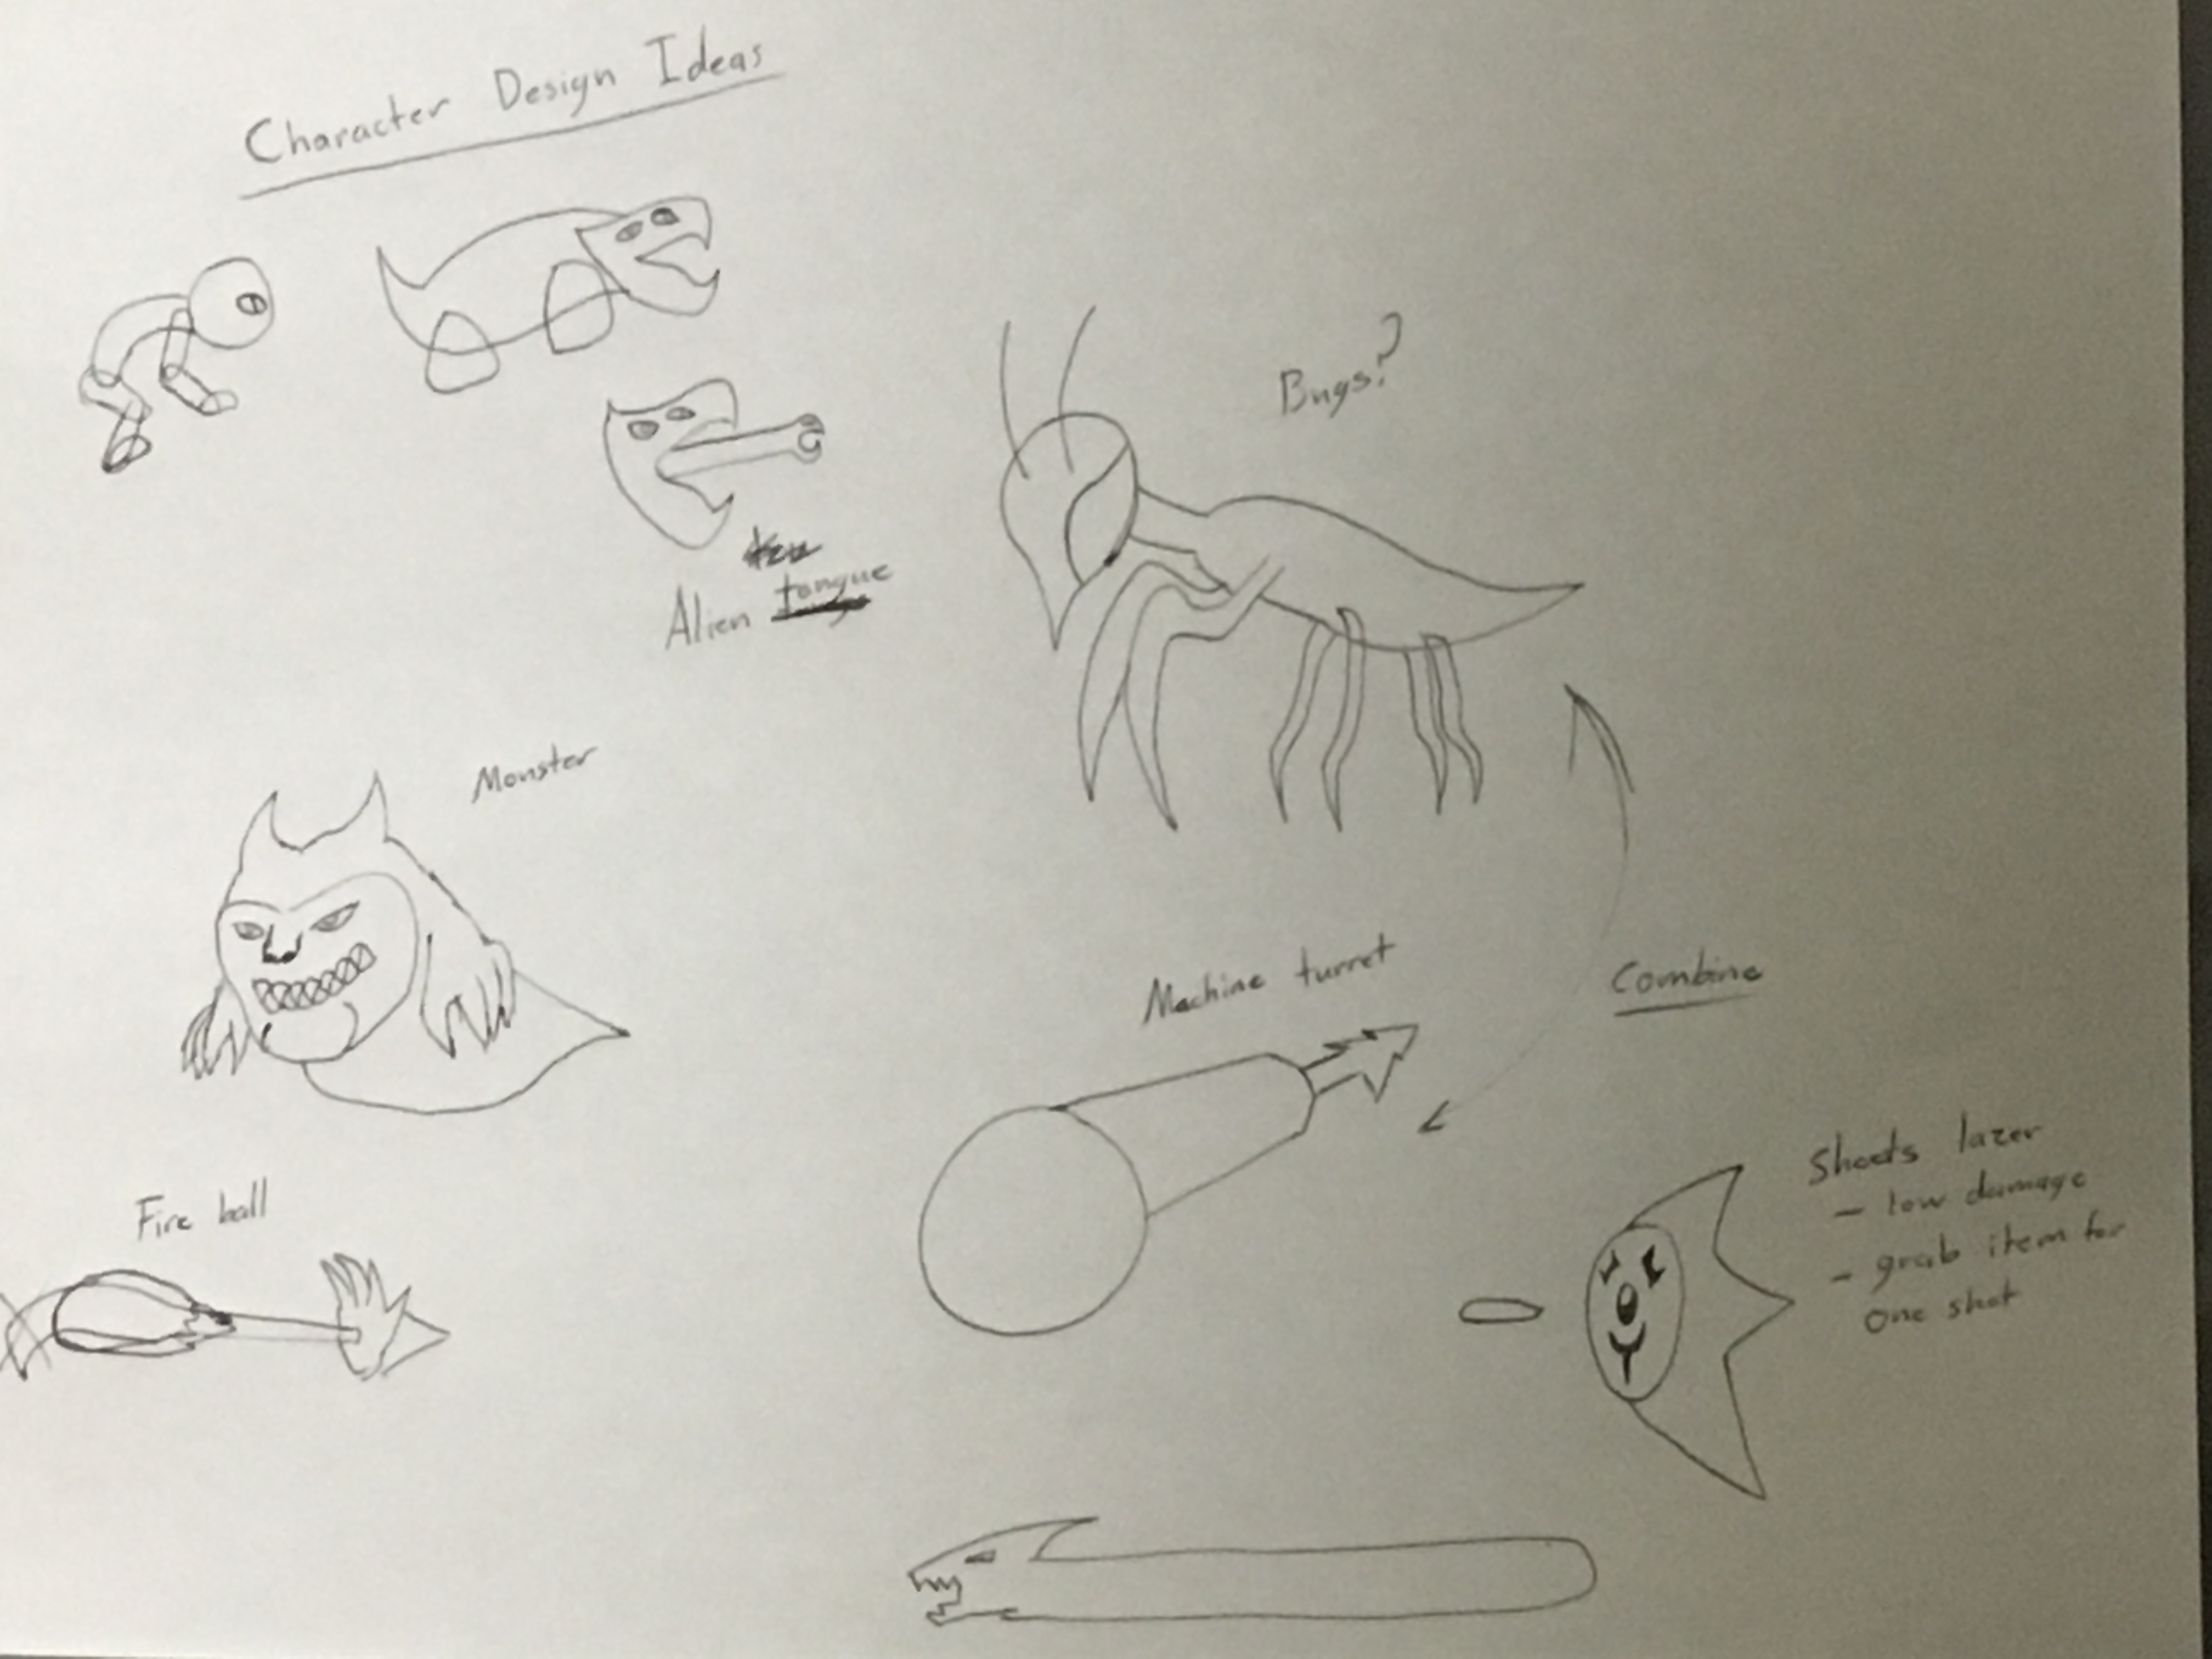 Character Design Ideas
Bugs?
Alien tongue
Monster
Machine turret
Combine
Shoots lazer
- low damage
- grab item for
one shot
Fire ball